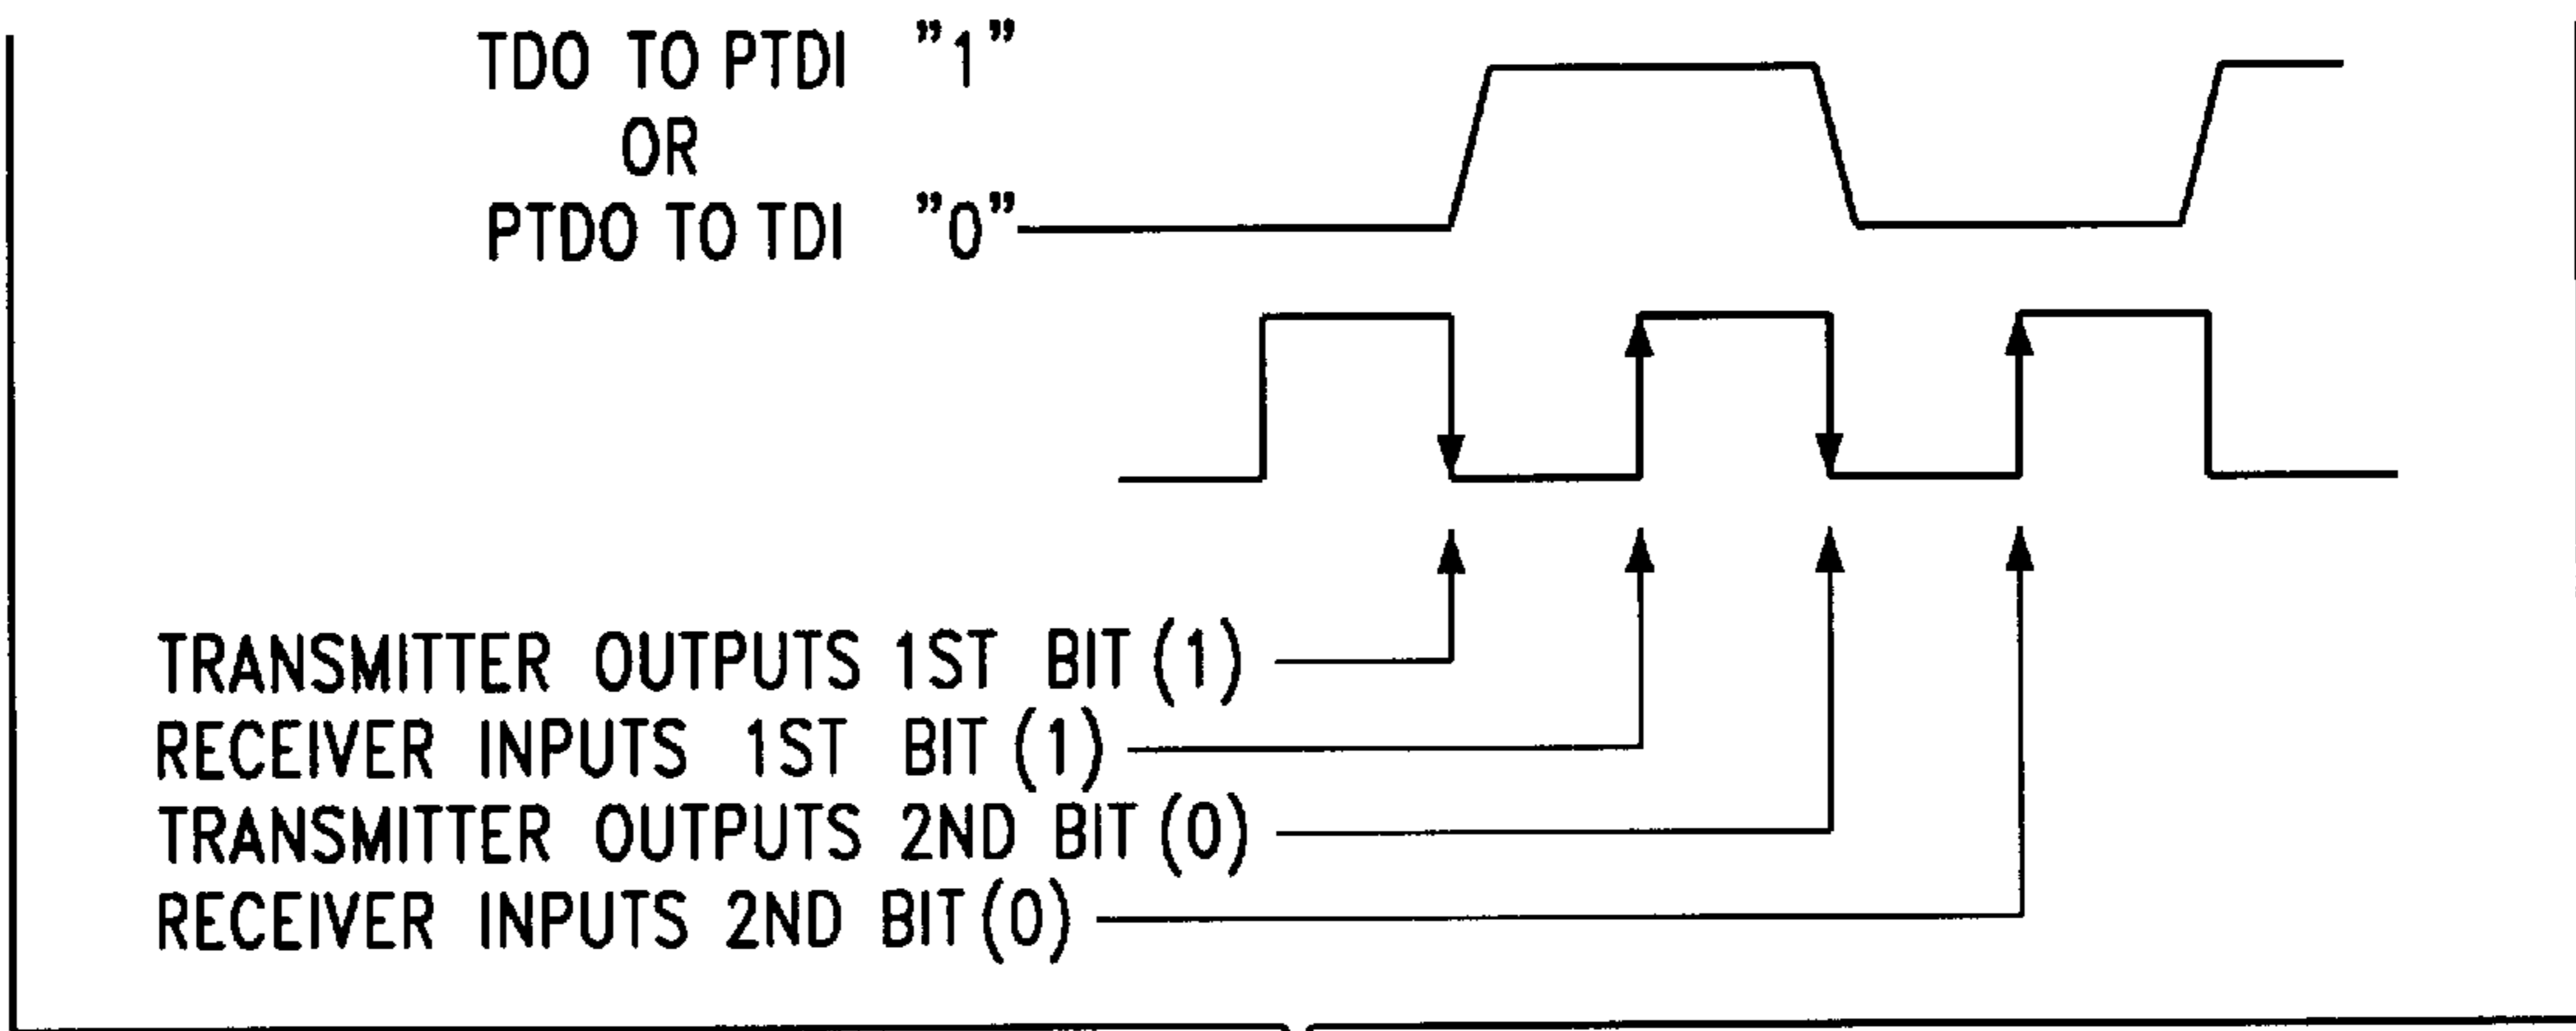 TDO TO PTDI "1"
OR
PTDO TO TDI "0"
TRANSMITTER OUTPUTS 1ST BIT (1)
RECEIVER INPUTS 1ST BIT (1)
TRANSMITTER OUTPUTS 2ND BIT (0)
RECEIVER INPUTS 2ND BIT (0)